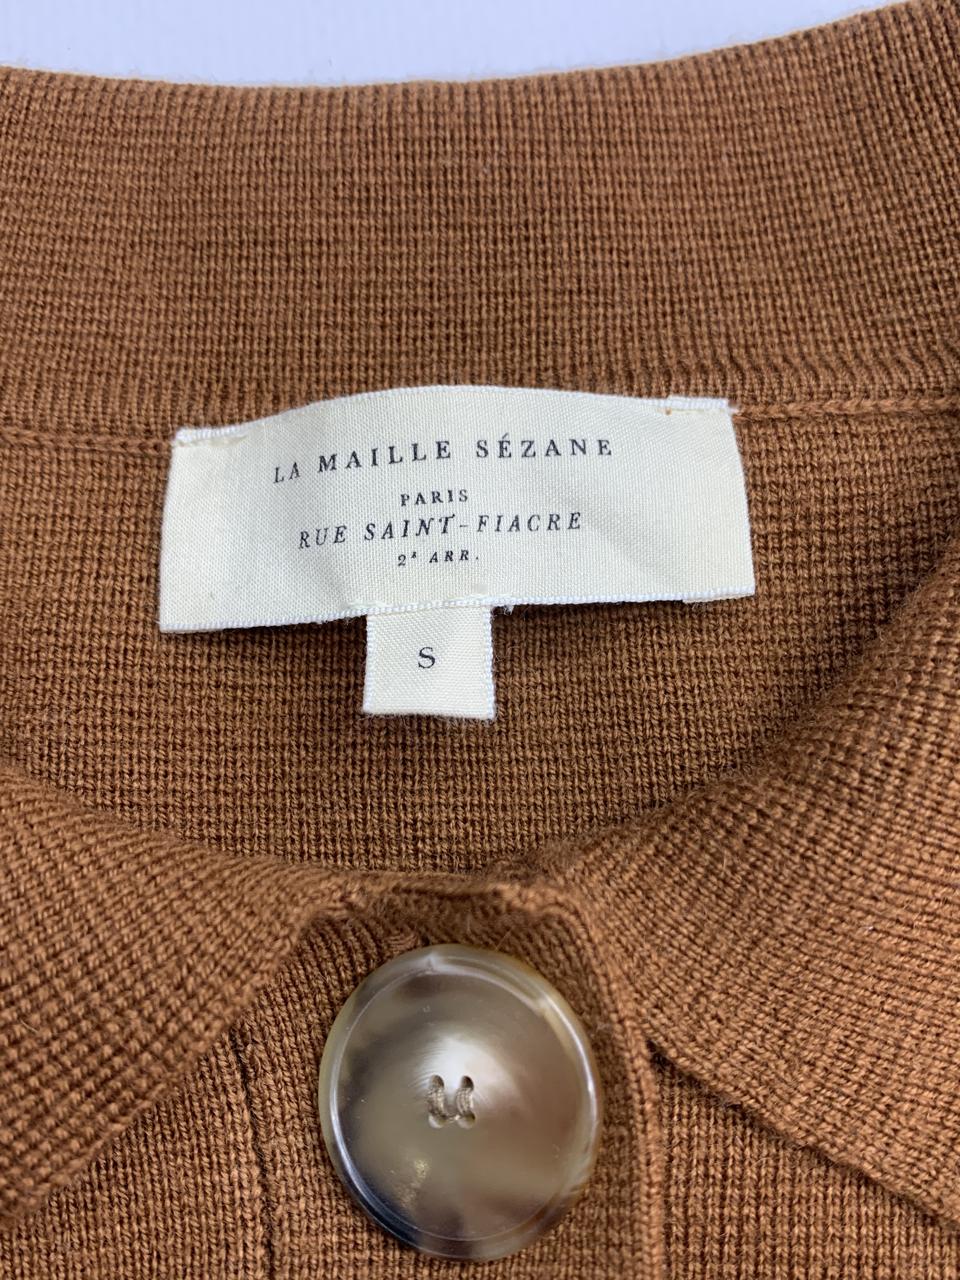 LA MAILLE SÉZANE
PARIS
RUE SAINT-FIACRE
2ᴱ ARR.
S